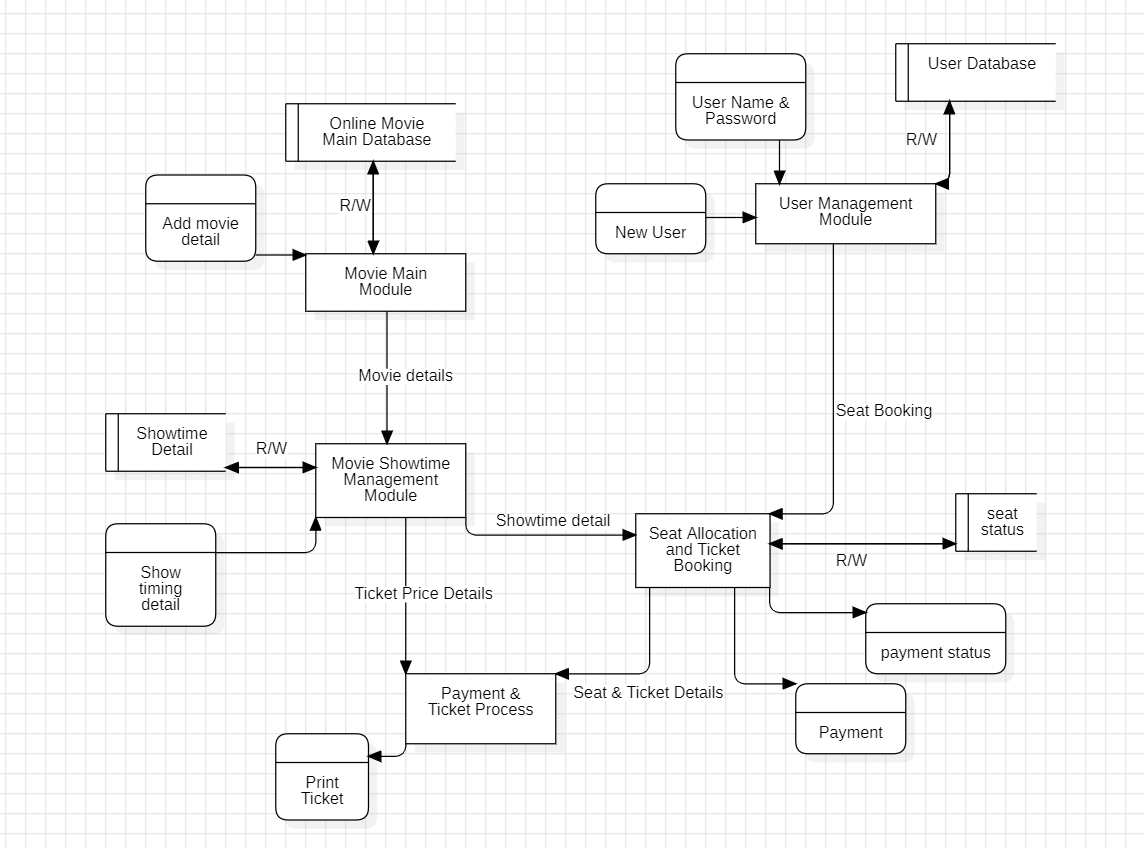 User Database
User Name &
Password
Online Movie
Main Database
R/W
R/W
Add movie
detail
User Management
Module
New User
Movie Main
Module
Movie details
Seat Booking
Showtime
Detail
R/W
Movie Showtime
Management
Module
Showtime detail
seat
status
Seat Allocation
and Ticket
Booking
R/W
Show
timing
detail
Ticket Price Details
payment status
Payment &
Ticket Process
Seat & Ticket Details
Payment
Print
Ticket